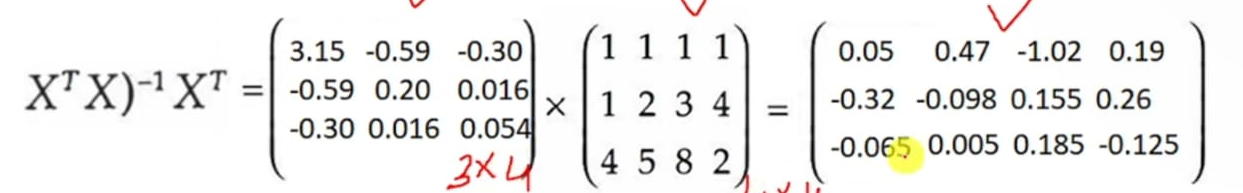 XᵀX)⁻¹ Xᵀ = ( 3.15 -0.59 -0.30 ; -0.59 0.20 0.016 ; -0.30 0.016 0.054 ) × ( 1 1 1 1 ; 1 2 3 4 ; 4 5 8 2 ) = ( 0.05 0.47 -1.02 0.19 ; -0.32 -0.098 0.155 0.26 ; -0.065 0.005 0.185 -0.125 )
3×4